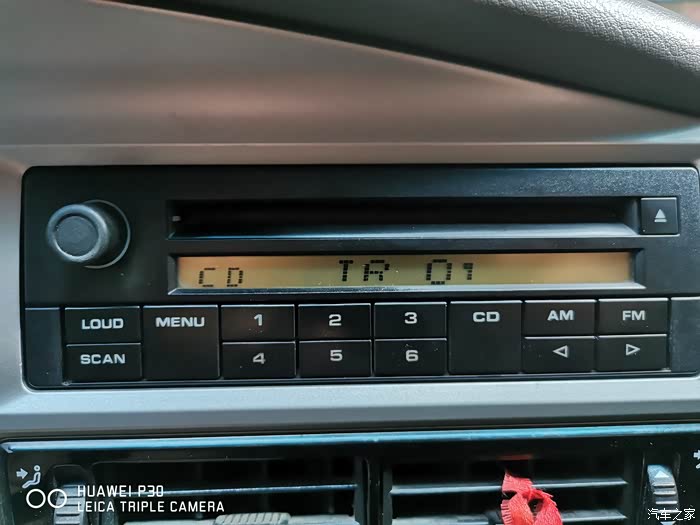 CD TR 01
LOUD MENU 1 2 3 CD AM FM
SCAN 4 5 6
HUAWEI P30
LEICA TRIPLE CAMERA
汽车之家